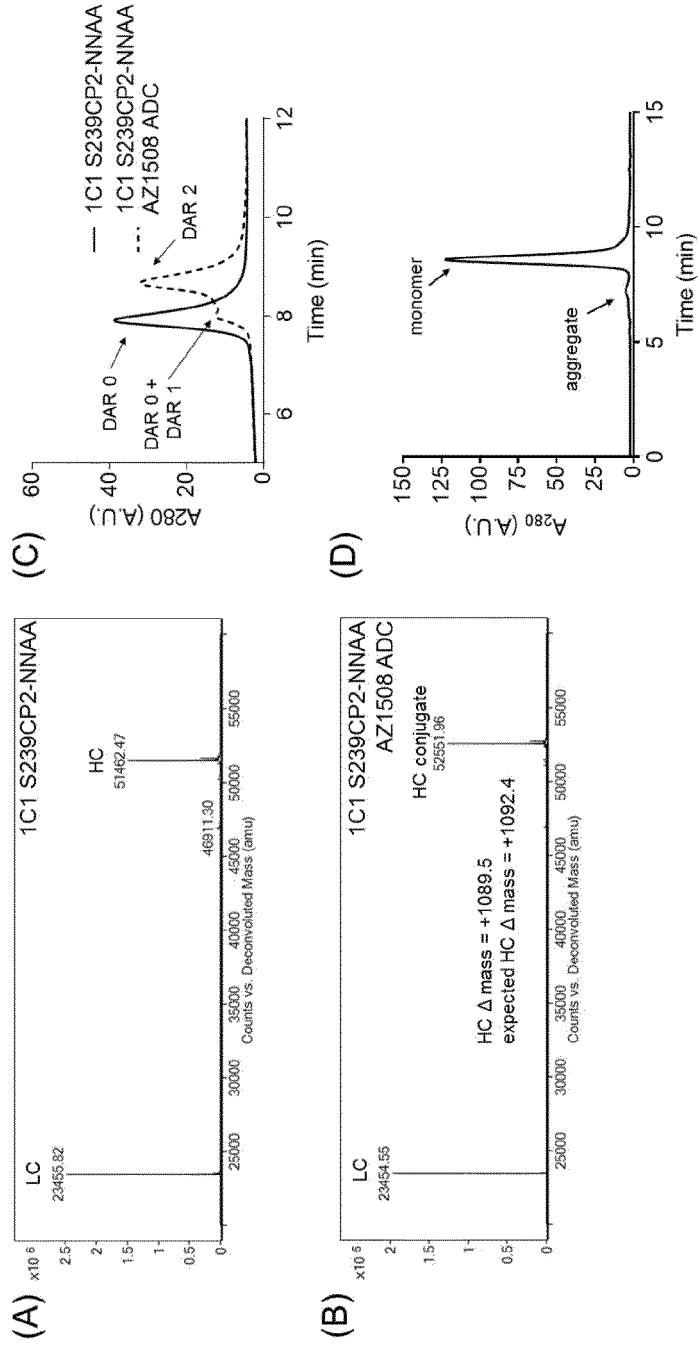 (A)
1C1 S239CP2-NNAA
x10 6
2.5
2
1.5
1
0.5
0
LC
23455.82
HC
51462.47
46911.30
25000 30000 35000 40000 45000 50000 55000
Counts vs. Deconvoluted Mass (amu)
(B)
1C1 S239CP2-NNAA
AZ1508 ADC
x10 6
2
1.5
1
0.5
0
LC
23454.55
HC conjugate
52551.96
HC Δ mass = +1089.5
expected HC Δ mass = +1092.4
25000 30000 35000 40000 45000 50000 55000
Counts vs. Deconvoluted Mass (amu)
(C)
A280 (A.U.)
60
40
20
0
DAR 0
DAR 0 +
DAR 1
DAR 2
1C1 S239CP2-NNAA
1C1 S239CP2-NNAA
AZ1508 ADC
6 8 10 12
Time (min)
(D)
A280 (A.U.)
150
125
100
75
50
25
0
monomer
aggregate
0 5 10 15
Time (min)